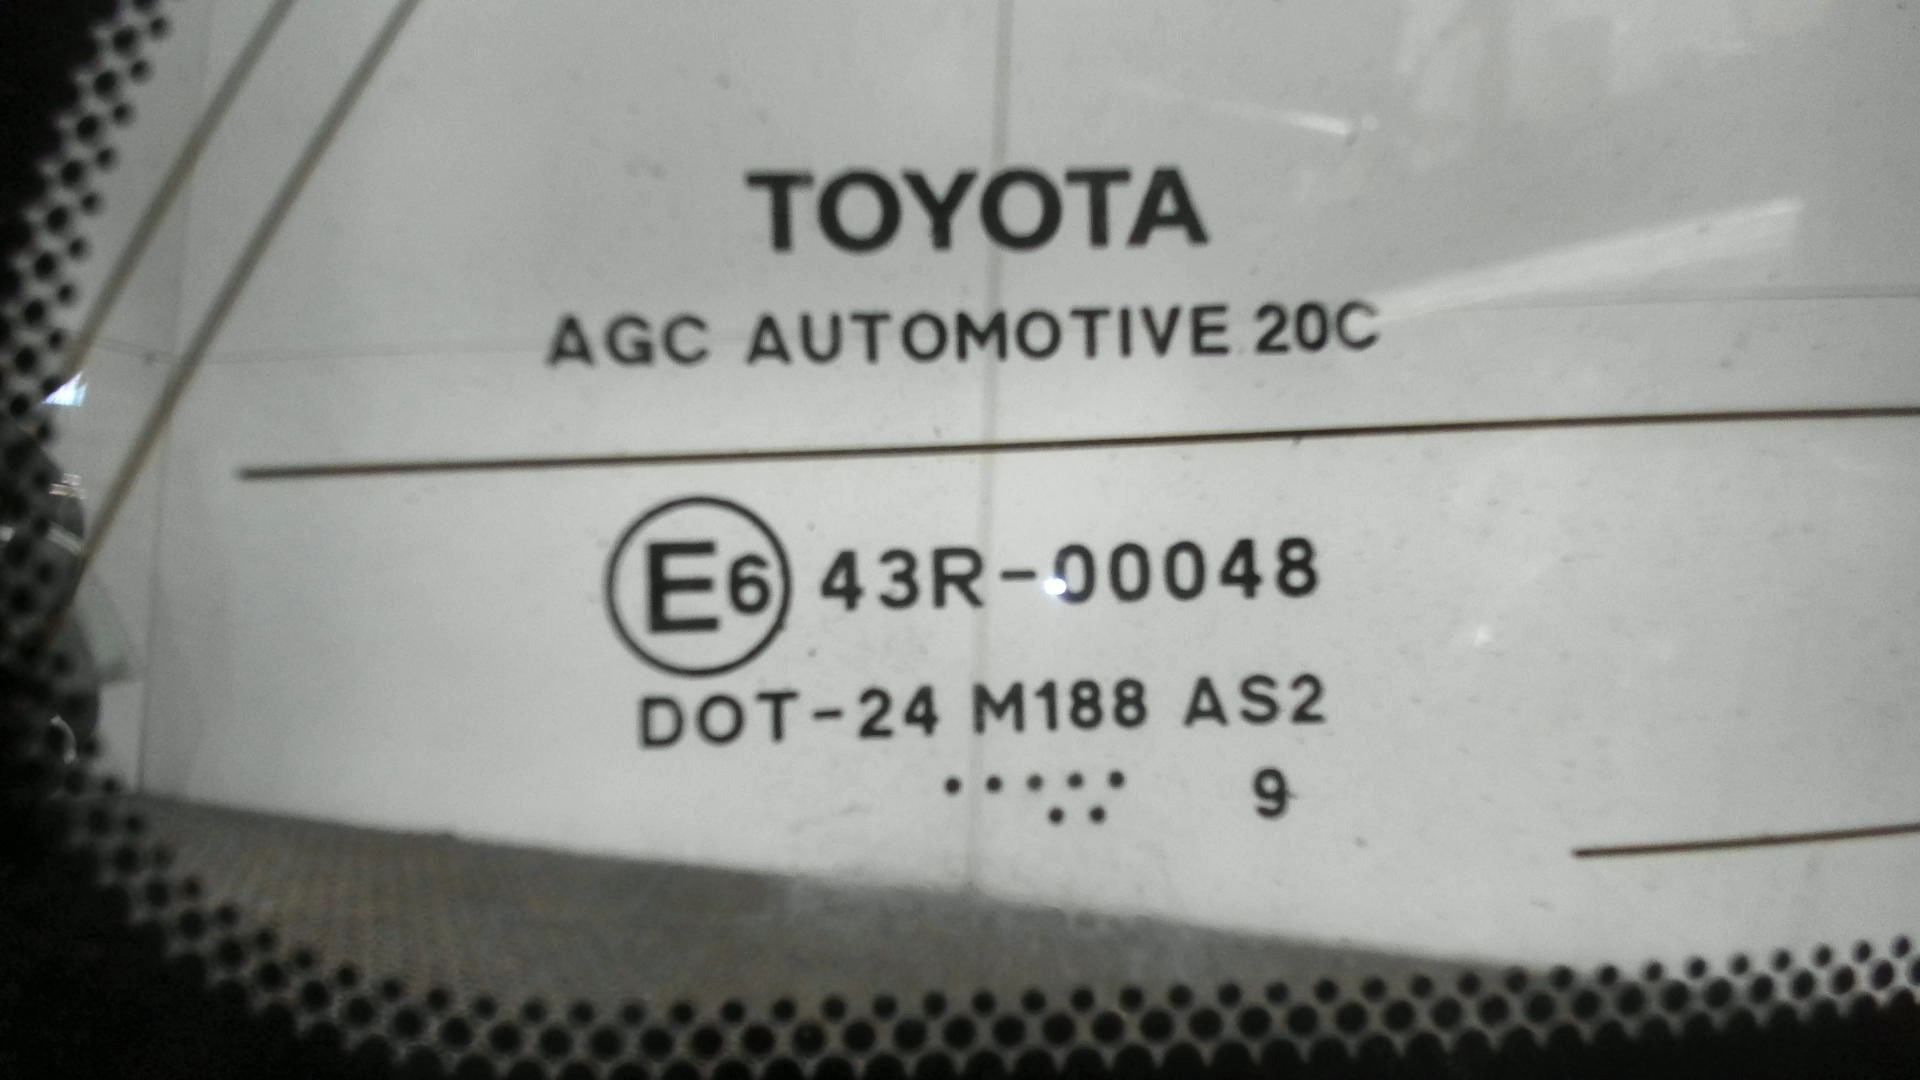 TOYOTA
AGC AUTOMOTIVE 20C
E6 43R-00048
DOT-24 M188 AS2
9